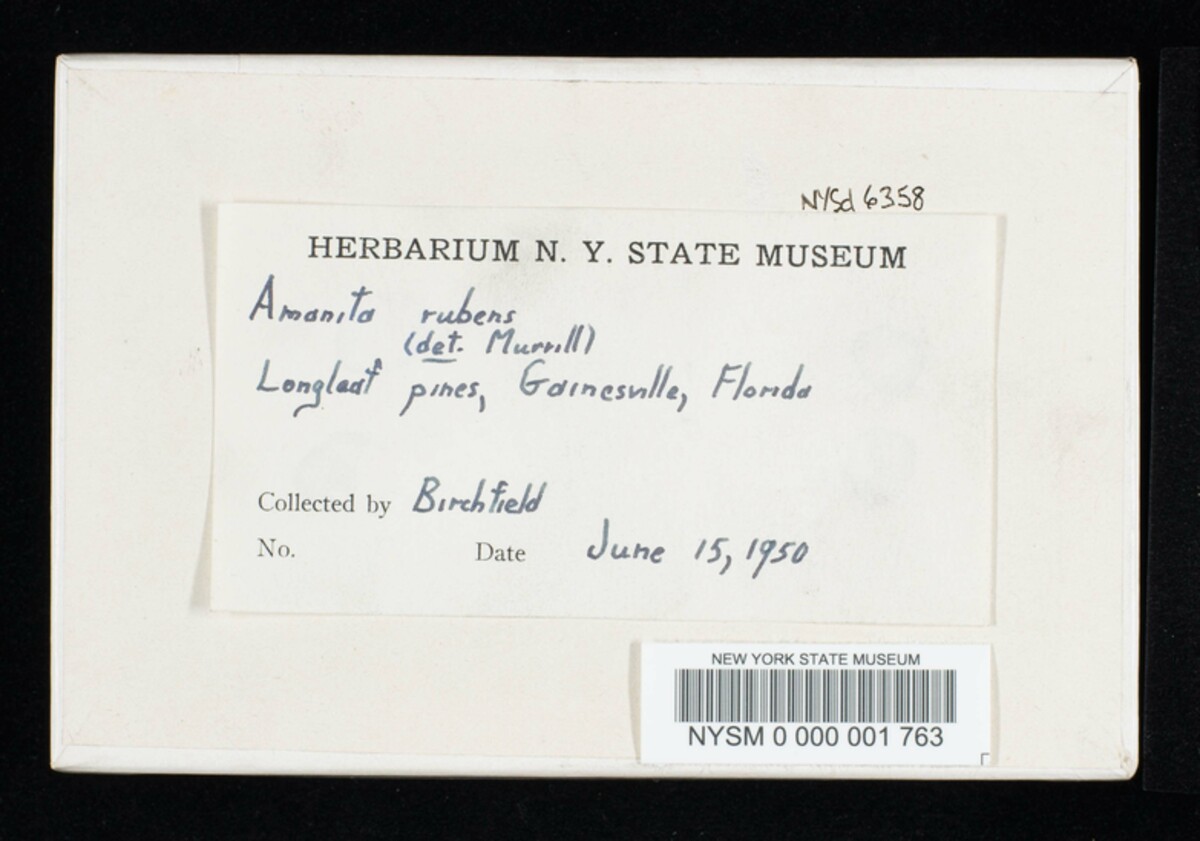 NYSd 6358
HERBARIUM N. Y. STATE MUSEUM
Amanita rubens
(det. Murrill)
Longleaf pines, Gainesville, Florida
Collected by Birchfield
No. Date June 15, 1950
NEW YORK STATE MUSEUM
NYSM 0 000 001 763